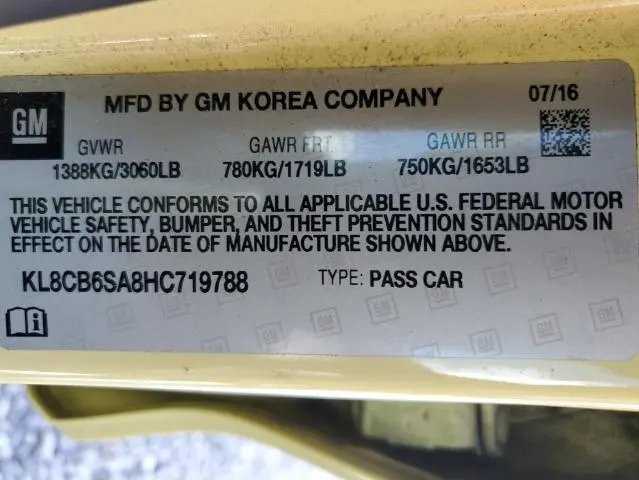 GM
MFD BY GM KOREA COMPANY 07/16
GVWR GAWR FRT GAWR RR
1388KG/3060LB 780KG/1719LB 750KG/1653LB
THIS VEHICLE CONFORMS TO ALL APPLICABLE U.S. FEDERAL MOTOR
VEHICLE SAFETY, BUMPER, AND THEFT PREVENTION STANDARDS IN
EFFECT ON THE DATE OF MANUFACTURE SHOWN ABOVE.
KL8CB6SA8HC719788 TYPE: PASS CAR